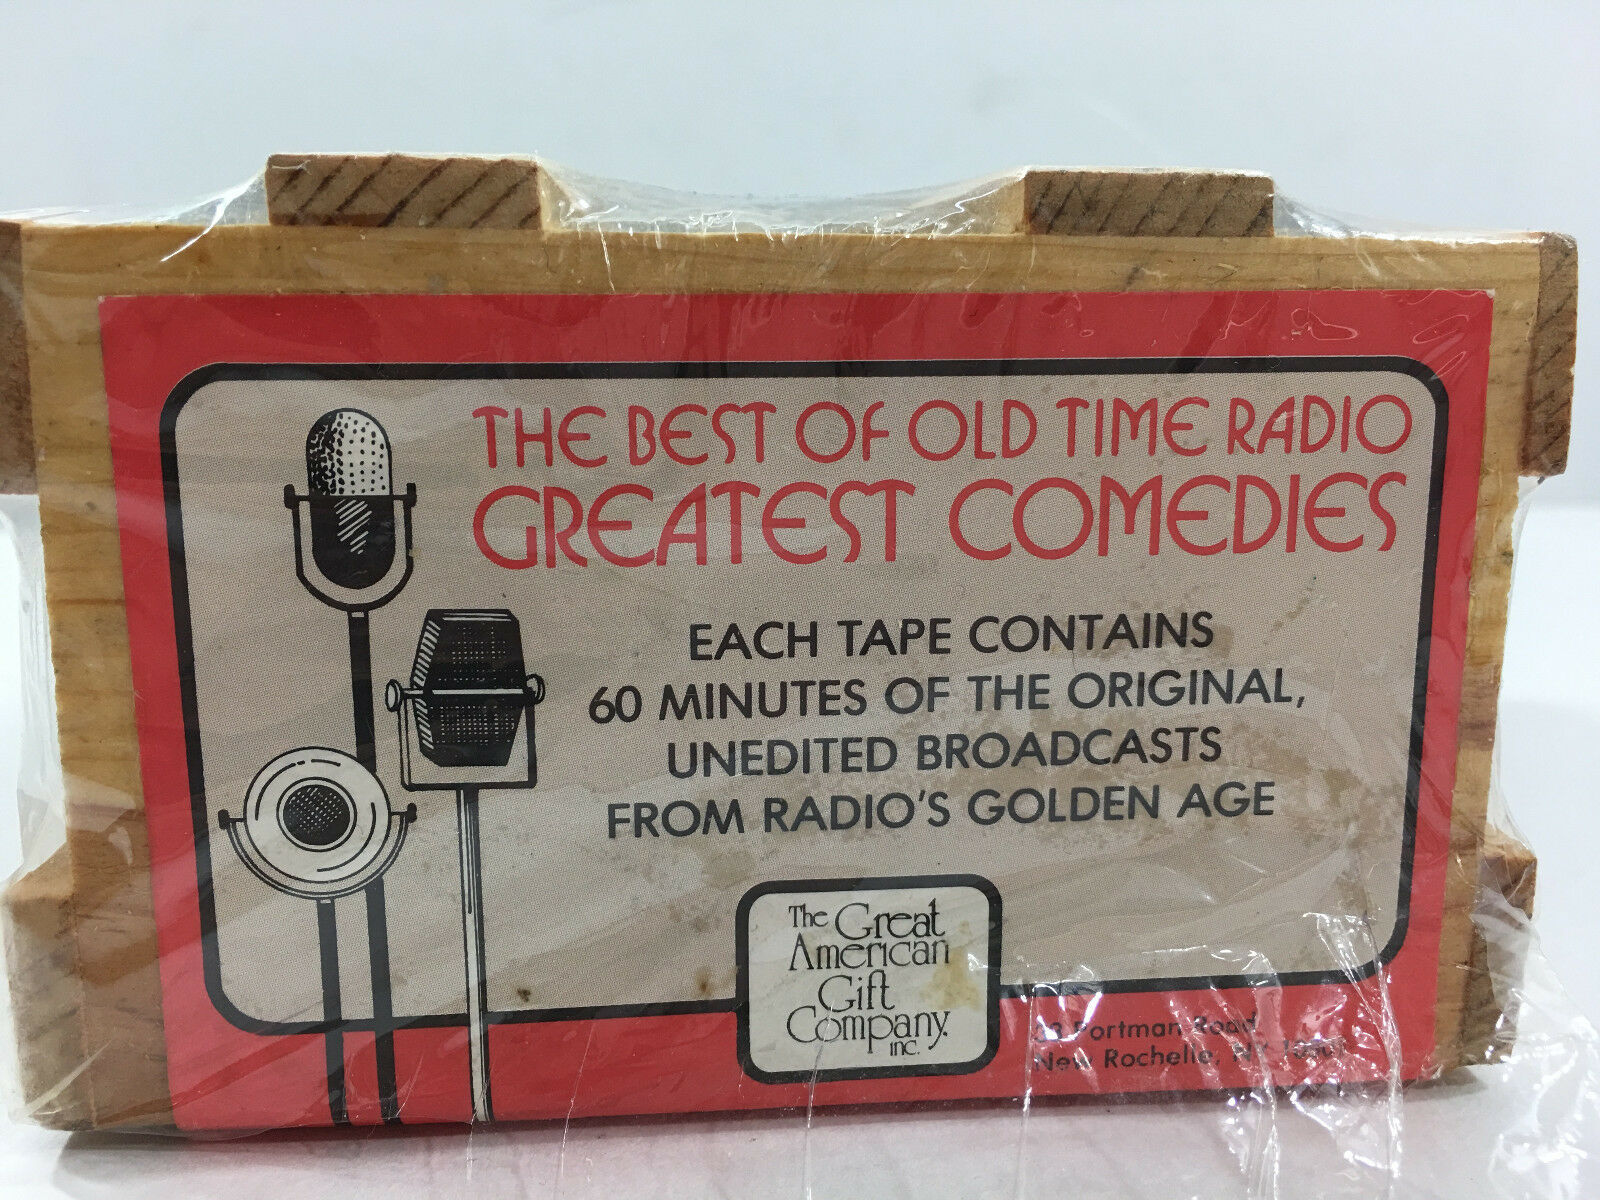 THE BEST OF OLD TIME RADIO
GREATEST COMEDIES
EACH TAPE CONTAINS
60 MINUTES OF THE ORIGINAL,
UNEDITED BROADCASTS
FROM RADIO'S GOLDEN AGE
The Great
American
Gift
Company,
INC.
Portman Road
New Rochelle, NY